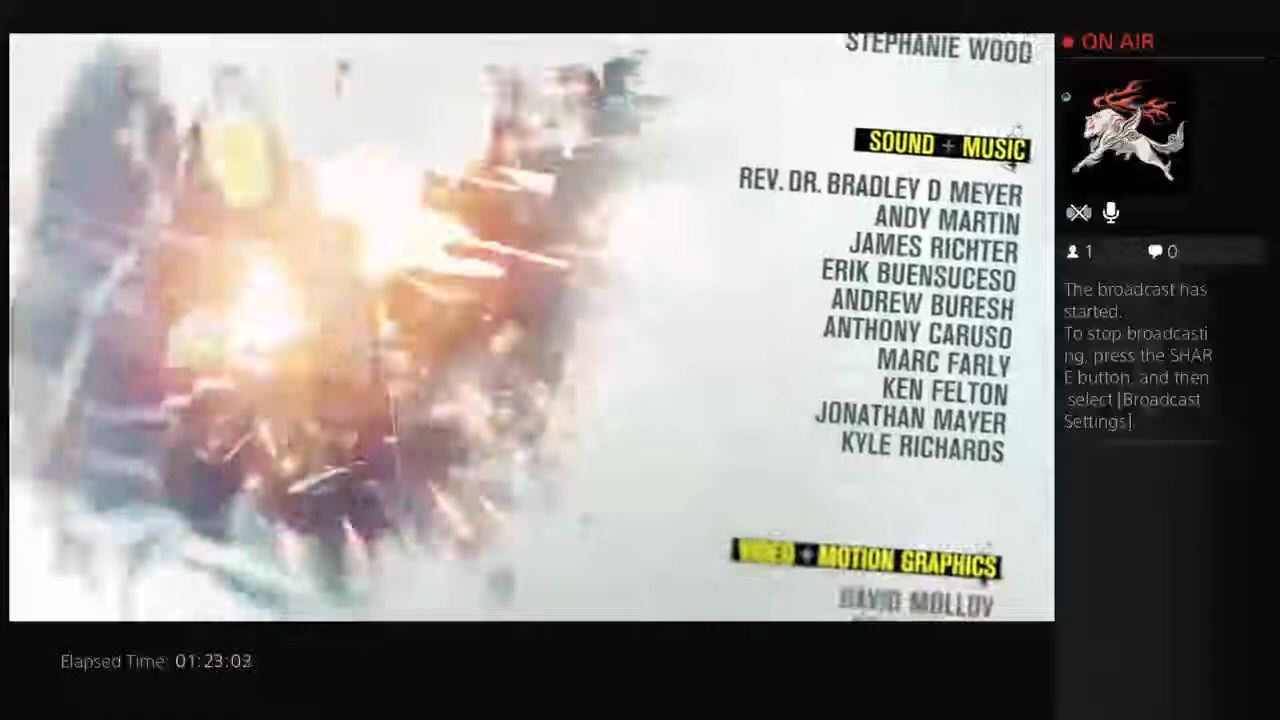 STEPHANIE WOOD
SOUND + MUSIC
REV. DR. BRADLEY D MEYER
ANDY MARTIN
JAMES RICHTER
ERIK BUENSUCESO
ANDREW BURESH
ANTHONY CARUSO
MARC FARLY
KEN FELTON
JONATHAN MAYER
KYLE RICHARDS
VIDEO + MOTION GRAPHICS
DAVID MOLLOY
ON AIR
1
0
The broadcast has
started.
To stop broadcasti
ng, press the SHAR
E button, and then
select [Broadcast
Settings].
Elapsed Time: 01:23:03